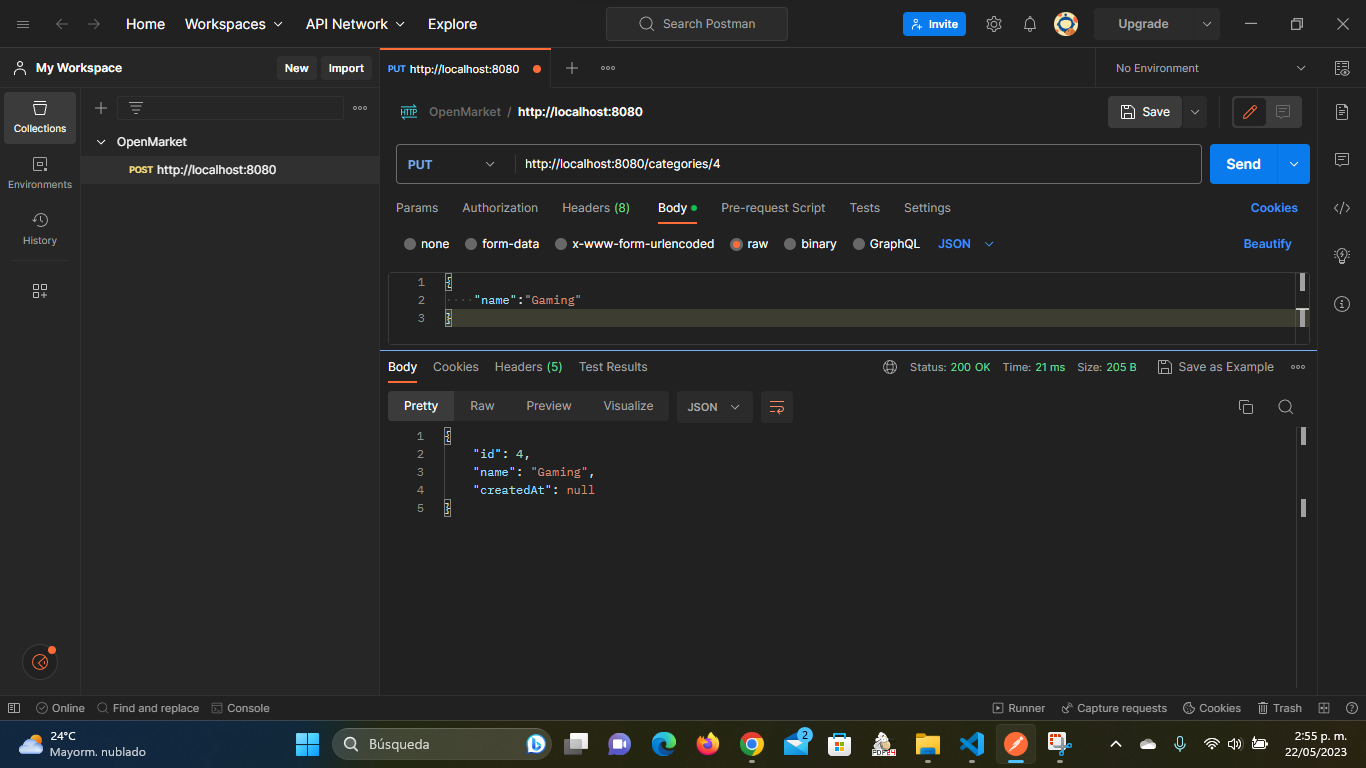 Home Workspaces API Network Explore Search Postman Invite Upgrade
My Workspace New Import PUT http://localhost:8080 No Environment
Collections
Environments
History
OpenMarket
POST http://localhost:8080
HTTP OpenMarket / http://localhost:8080 Save
PUT http://localhost:8080/categories/4 Send
Params Authorization Headers (8) Body Pre-request Script Tests Settings Cookies
none form-data x-www-form-urlencoded raw binary GraphQL JSON Beautify
1 {
2 "name":"Gaming"
3 }
Body Cookies Headers (5) Test Results Status: 200 OK Time: 21 ms Size: 205 B Save as Example
Pretty Raw Preview Visualize JSON
1 {
2 "id": 4,
3 "name": "Gaming",
4 "createdAt": null
5 }
Online Find and replace Console Runner Capture requests Cookies Trash
24°C
Mayorm. nublado
Búsqueda
2
PDF24
2:55 p. m.
22/05/2023